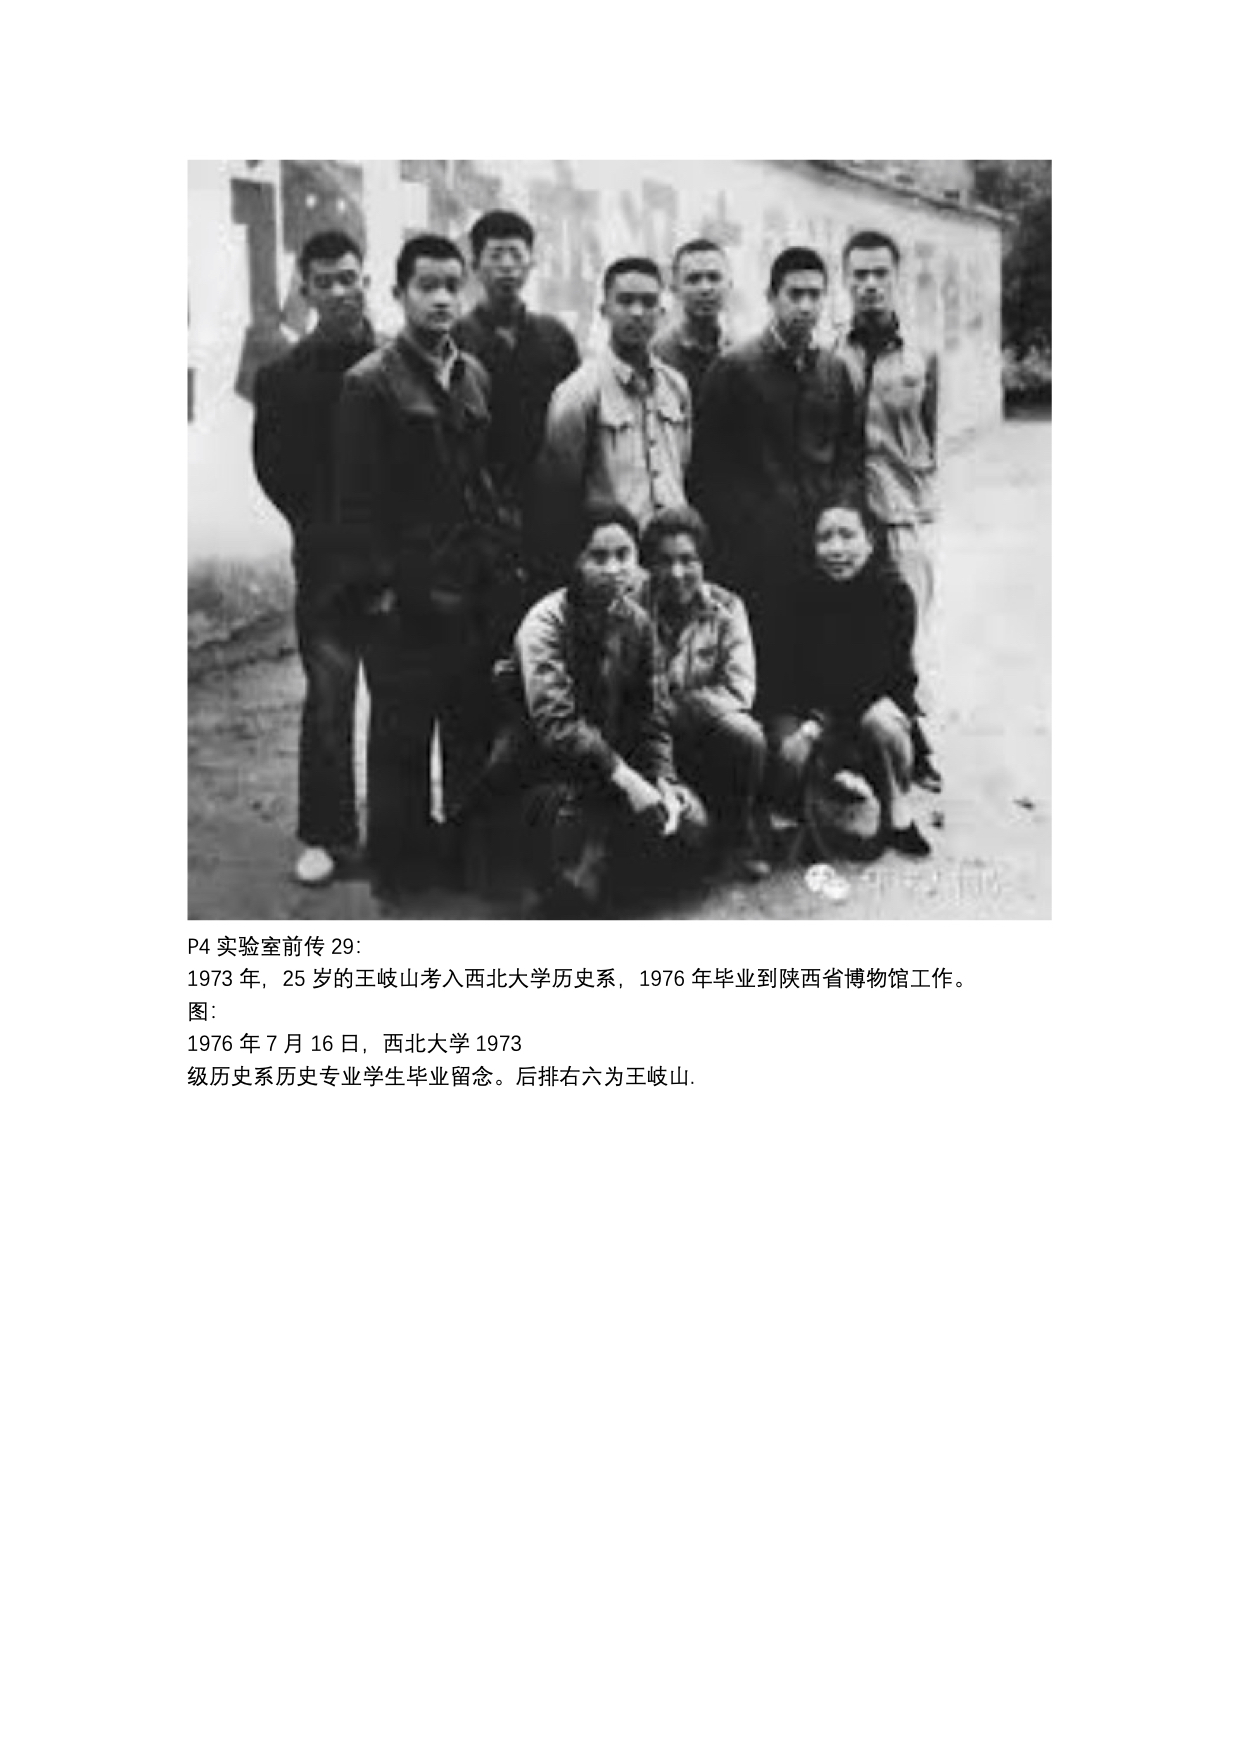 P4 实验室前传 29：
1973 年，25 岁的王岐山考入西北大学历史系，1976 年毕业到陕西省博物馆工作。
图：
1976 年 7 月 16 日，西北大学 1973
级历史系历史专业学生毕业留念。后排右六为王岐山.